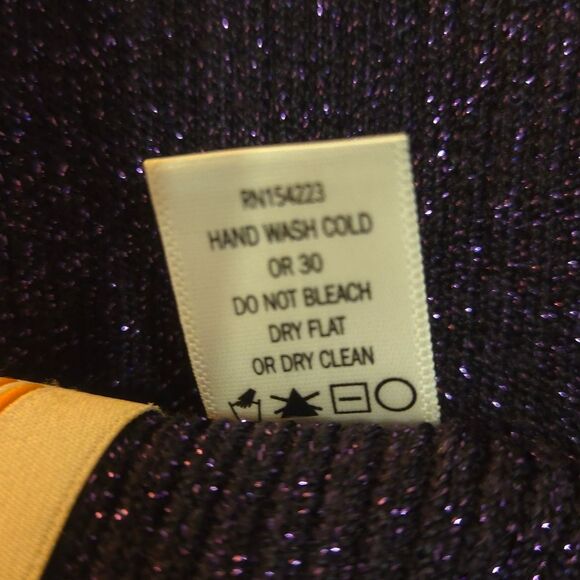 RN154223
HAND WASH COLD
OR 30
DO NOT BLEACH
DRY FLAT
OR DRY CLEAN